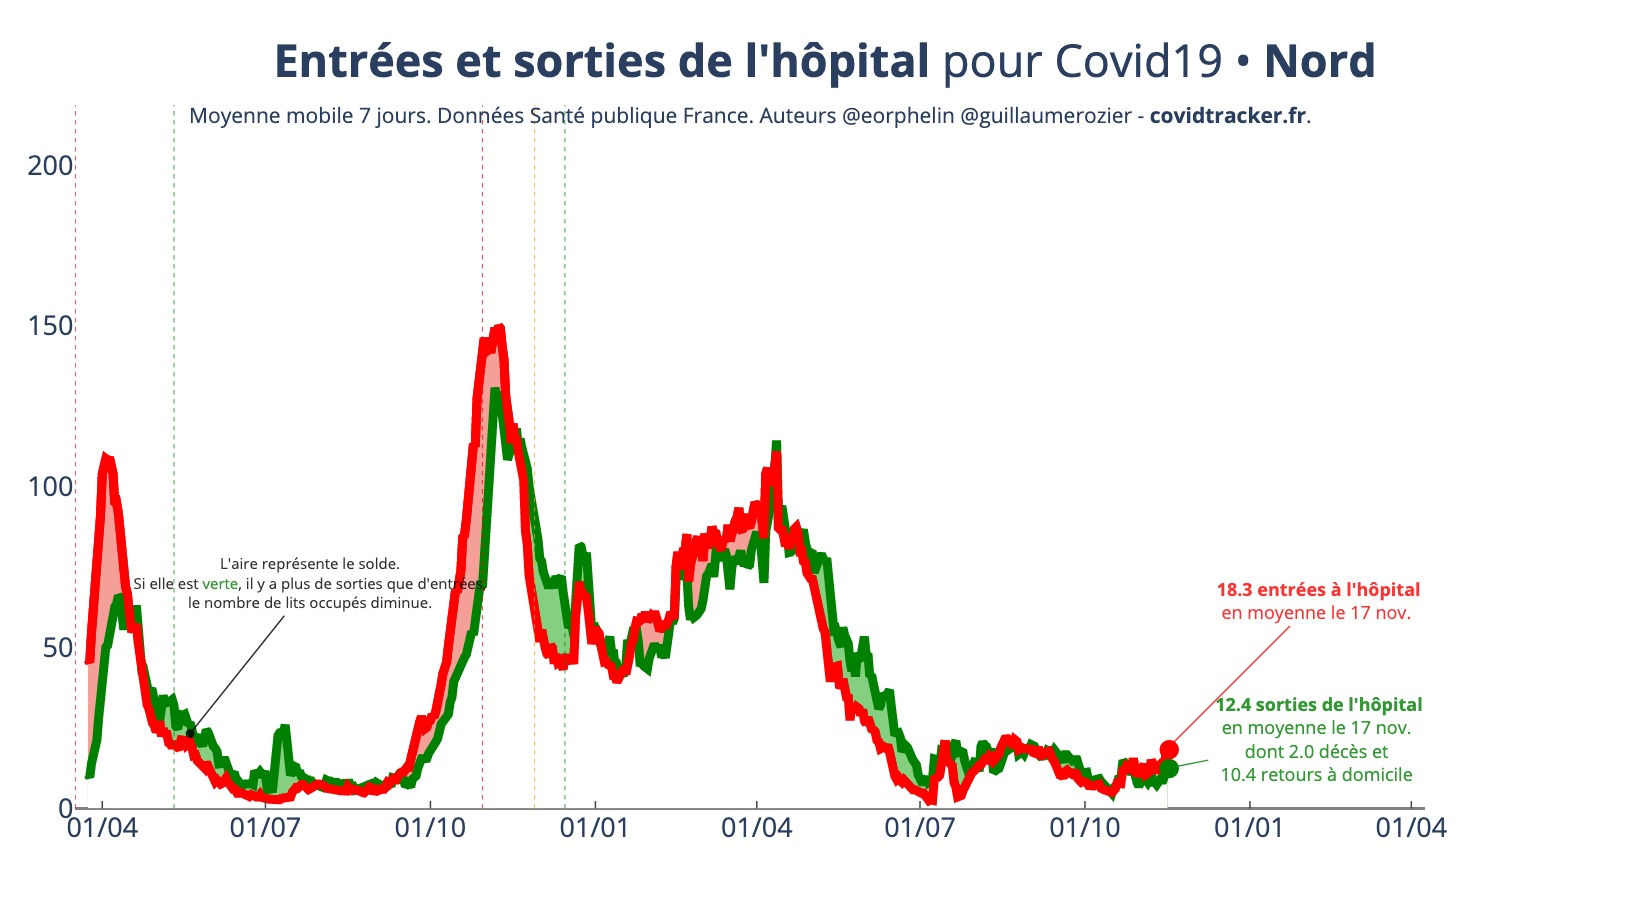 Entrées et sorties de l'hôpital pour Covid19 • Nord
Moyenne mobile 7 jours. Données Santé publique France. Auteurs @eorphelin @guillaumerozier - covidtracker.fr.
200
150
100
50
0
L'aire représente le solde.
Si elle est verte, il y a plus de sorties que d'entrées,
le nombre de lits occupés diminue.
18.3 entrées à l'hôpital
en moyenne le 17 nov.
12.4 sorties de l'hôpital
en moyenne le 17 nov.
dont 2.0 décès et
10.4 retours à domicile
01/04 01/07 01/10 01/01 01/04 01/07 01/10 01/01 01/04